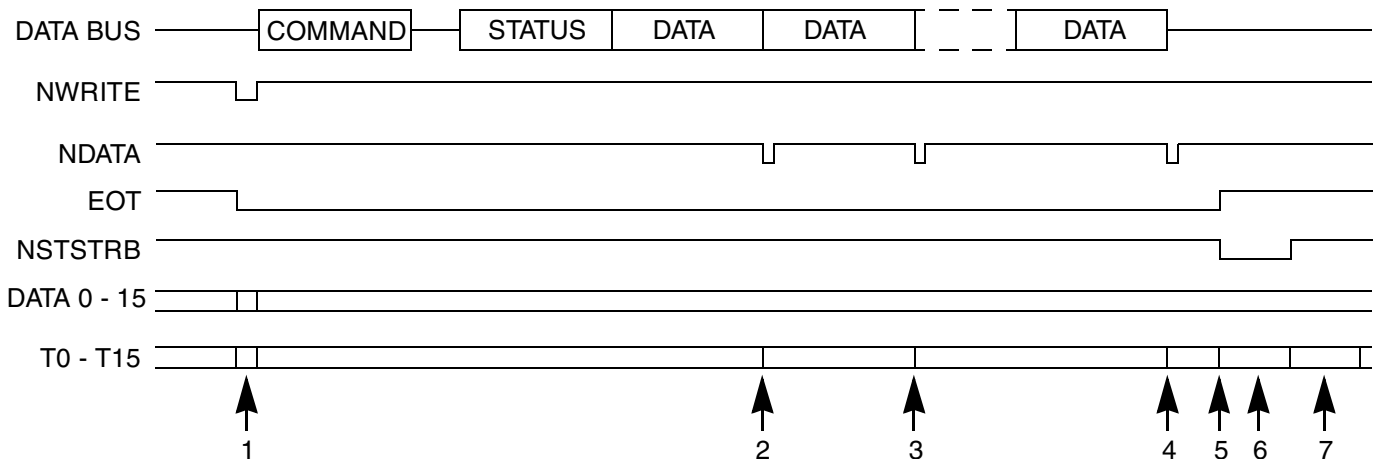 DATA BUS COMMAND STATUS DATA DATA DATA
NWRITE
NDATA
EOT
NSTSTRB
DATA 0 - 15
T0 - T15
1 2 3 4 5 6 7